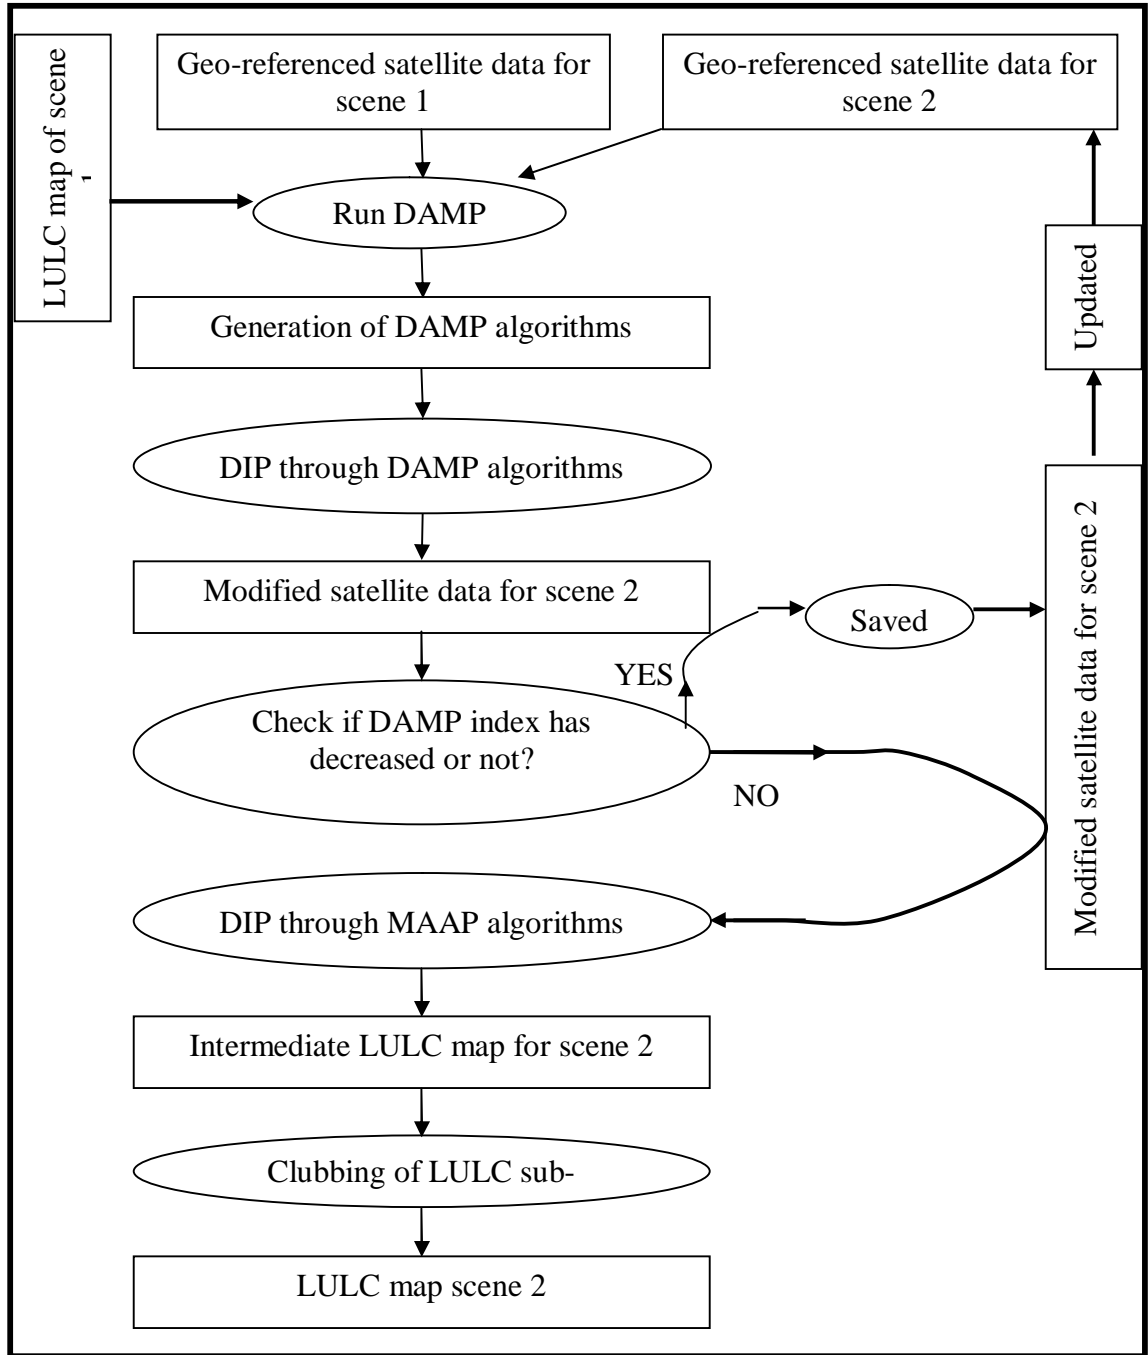 LULC map of scene
1
Geo-referenced satellite data for
scene 1
Geo-referenced satellite data for
scene 2
Run DAMP
Generation of DAMP algorithms
Updated
DIP through DAMP algorithms
Modified satellite data for scene 2
Saved
Modified satellite data for scene 2
YES
Check if DAMP index has
decreased or not?
NO
DIP through MAAP algorithms
Intermediate LULC map for scene 2
Clubbing of LULC sub-
LULC map scene 2